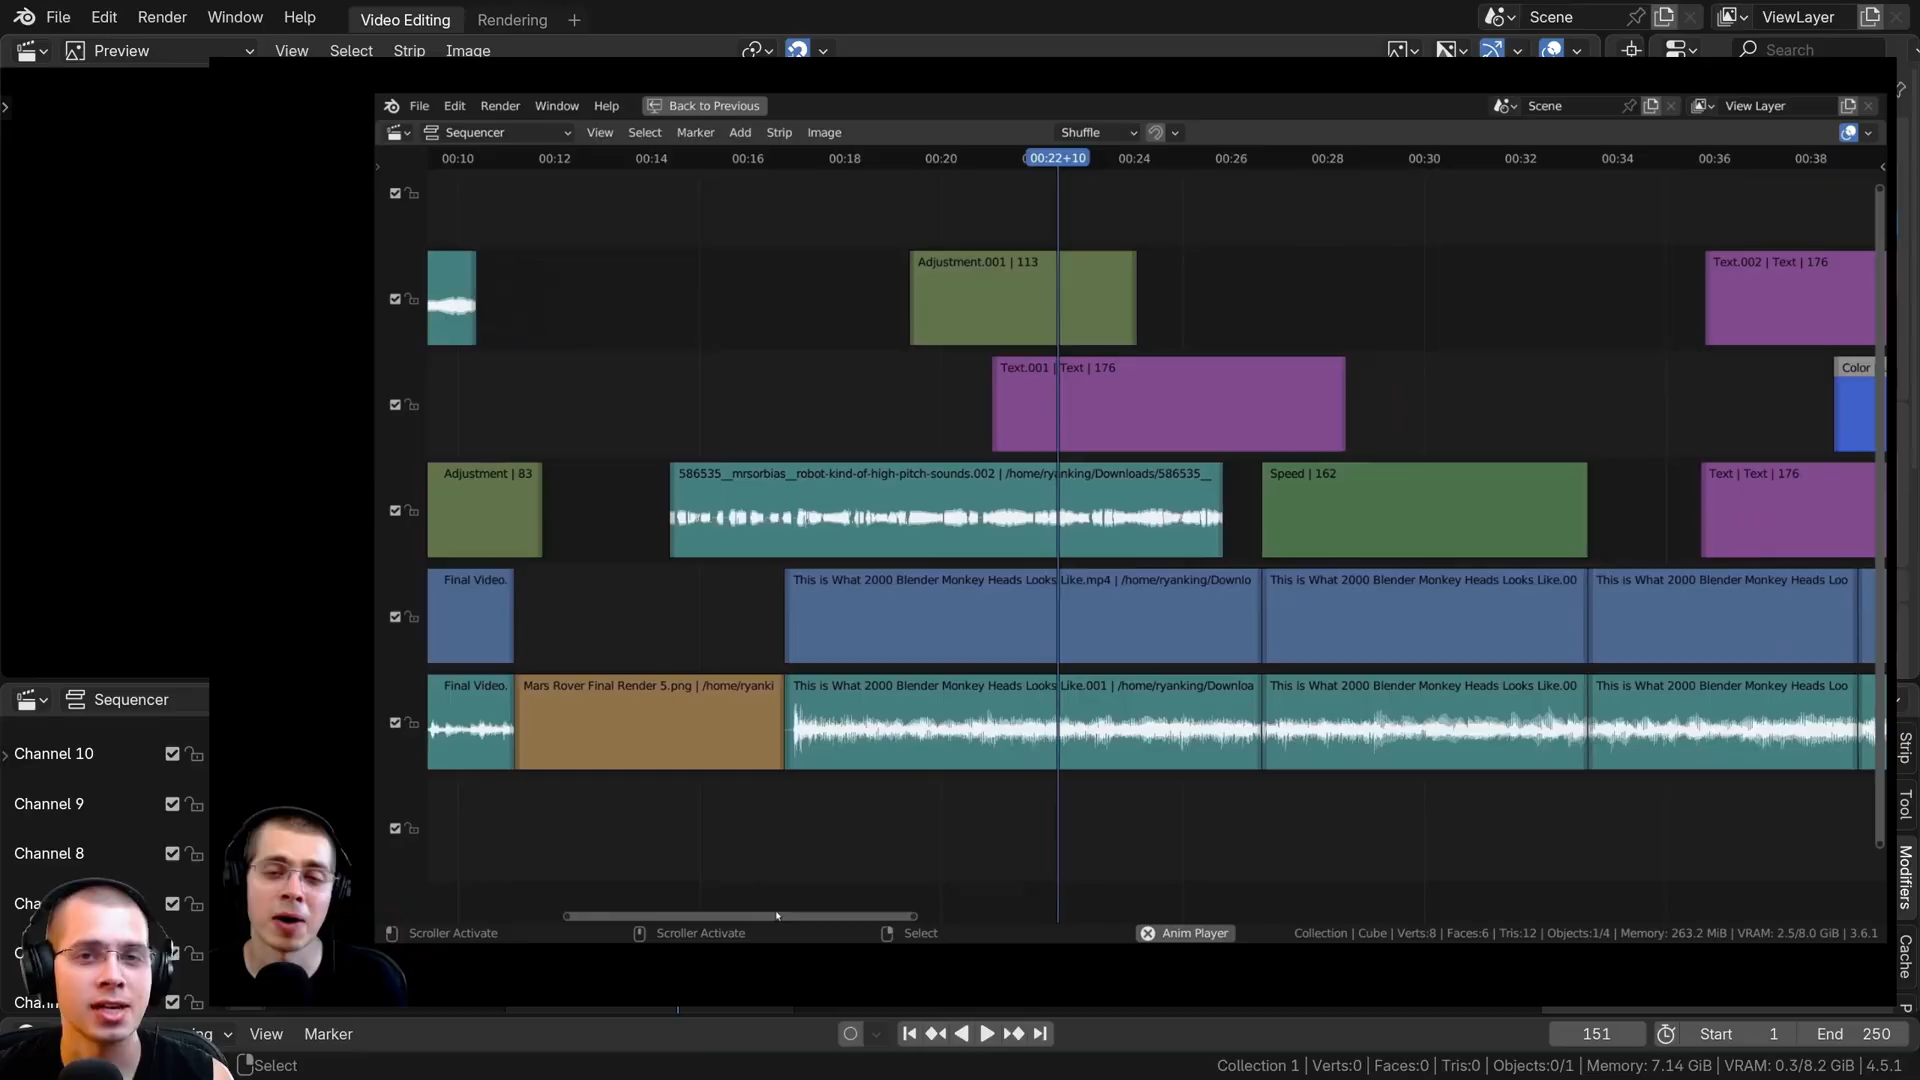 File Edit Render Window Help Video Editing Rendering + Scene ViewLayer
Preview View Select Strip Image Search
File Edit Render Window Help Back to Previous Scene View Layer
Sequencer View Select Marker Add Strip Image Shuffle
00:10 00:12 00:14 00:16 00:18 00:20 00:22+10 00:24 00:26 00:28 00:30 00:32 00:34 00:36 00:38
Adjustment.001 | 113 Text.002 | Text | 176
Text.001 | Text | 176 Color
Adjustment | 83 586535__mrsorbias__robot-kind-of-high-pitch-sounds.002 | /home/ryanking/Downloads/586535__ Speed | 162 Text | Text | 176
Final Video. This is What 2000 Blender Monkey Heads Looks Like.mp4 | /home/ryanking/Downlo This is What 2000 Blender Monkey Heads Looks Like.00 This is What 2000 Blender Monkey Heads Loo
Final Video. Mars Rover Final Render 5.png | /home/ryanki This is What 2000 Blender Monkey Heads Looks Like.001 | /home/ryanking/Downloa This is What 2000 Blender Monkey Heads Looks Like.00 This is What 2000 Blender Monkey Heads Loo
Scroller Activate Scroller Activate Select Anim Player Collection | Cube | Verts:8 | Faces:6 | Tris:12 | Objects:1/4 | Memory: 263.2 MiB | VRAM: 2.5/8.0 GiB | 3.6.1
Sequencer
Channel 10
Channel 9
Channel 8
Strip
Tool
Modifiers
Cache
View Marker 151 Start 1 End 250
Select Collection 1 | Verts:0 | Faces:0 | Tris:0 | Objects:0/1 | Memory: 7.14 GiB | VRAM: 0.3/8.2 GiB | 4.5.1